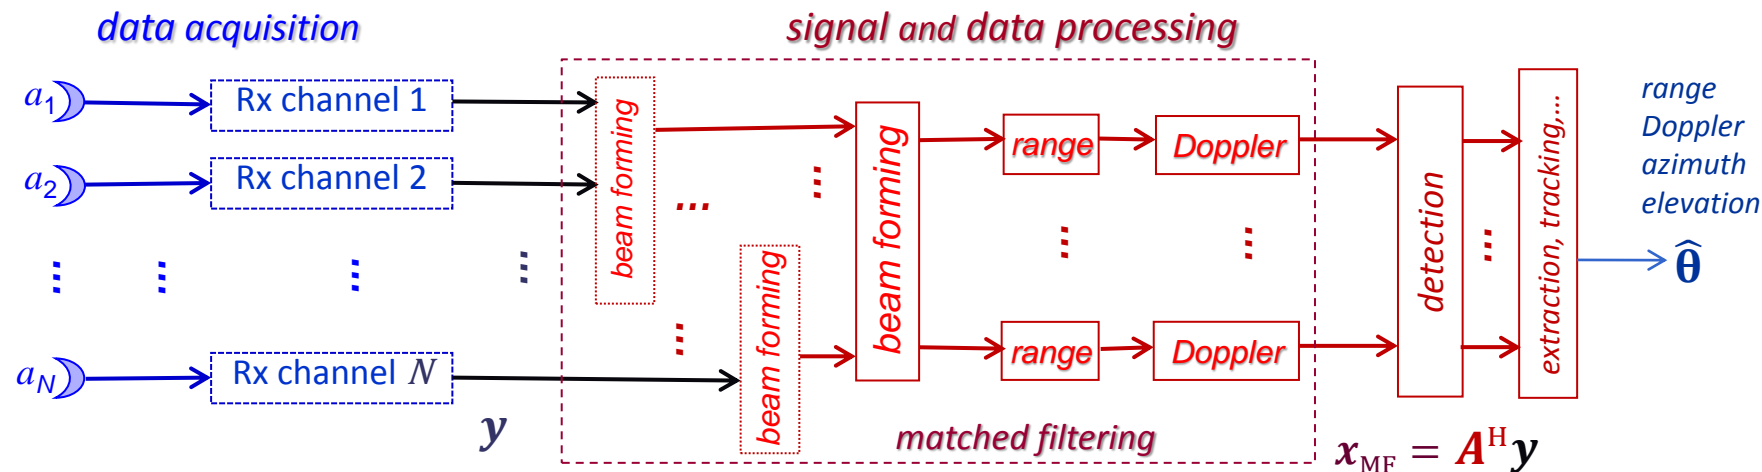 data acquisition
signal and data processing
a1
Rx channel 1
a2
Rx channel 2
...
aN
Rx channel N
y
beam forming
...
beam forming
beam forming
range
Doppler
range
Doppler
matched filtering
detection
extraction, tracking,...
xMF = A^H y
range
Doppler
azimuth
elevation
θ̂